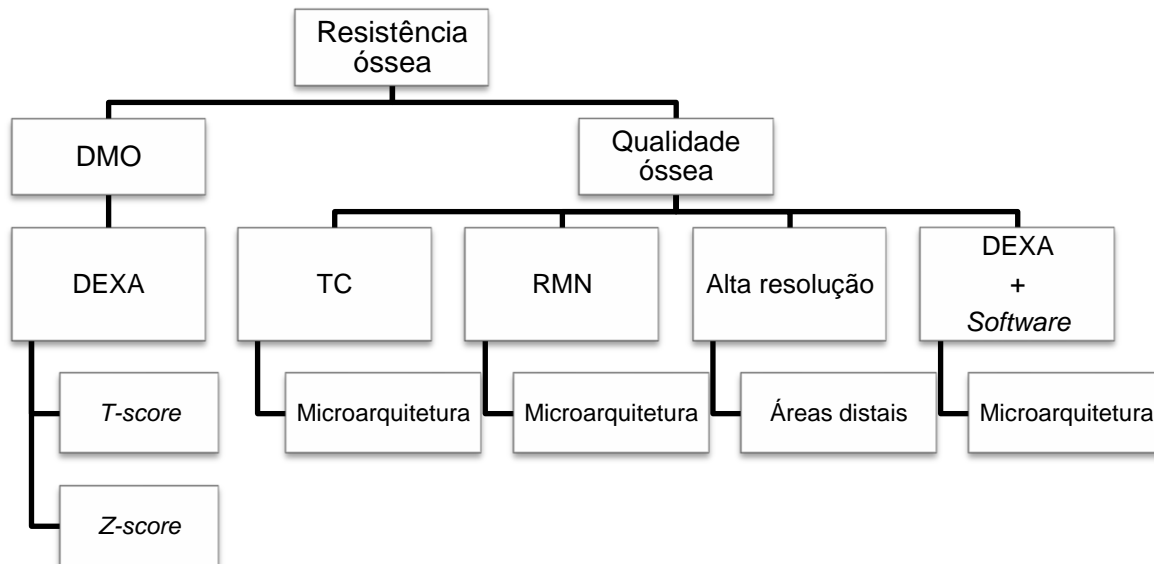 Resistência
óssea
DMO
Qualidade
óssea
DEXA
TC
RMN
Alta resolução
DEXA
+
Software
T-score
Microarquitetura
Microarquitetura
Áreas distais
Microarquitetura
Z-score